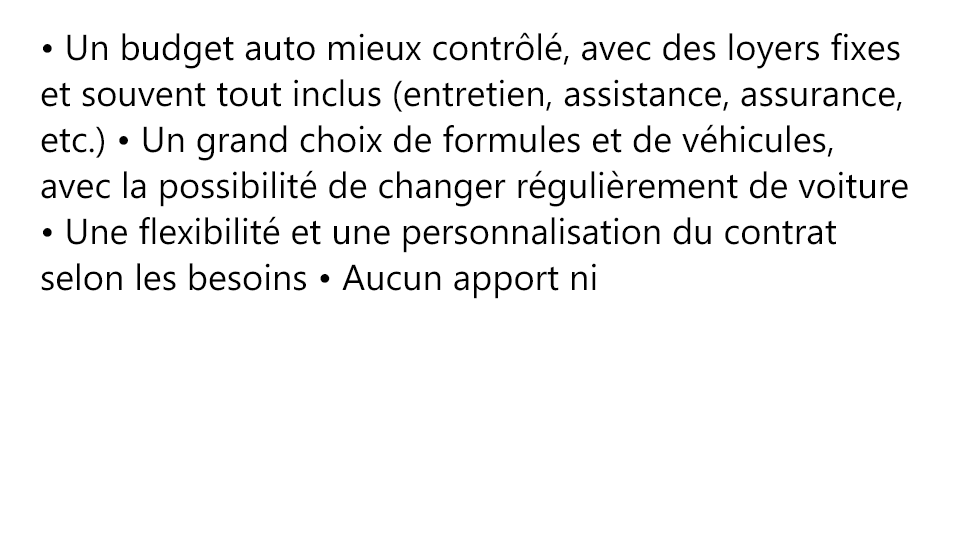 • Un budget auto mieux contrôlé, avec des loyers fixes
et souvent tout inclus (entretien, assistance, assurance,
etc.) • Un grand choix de formules et de véhicules,
avec la possibilité de changer régulièrement de voiture
• Une flexibilité et une personnalisation du contrat
selon les besoins • Aucun apport ni